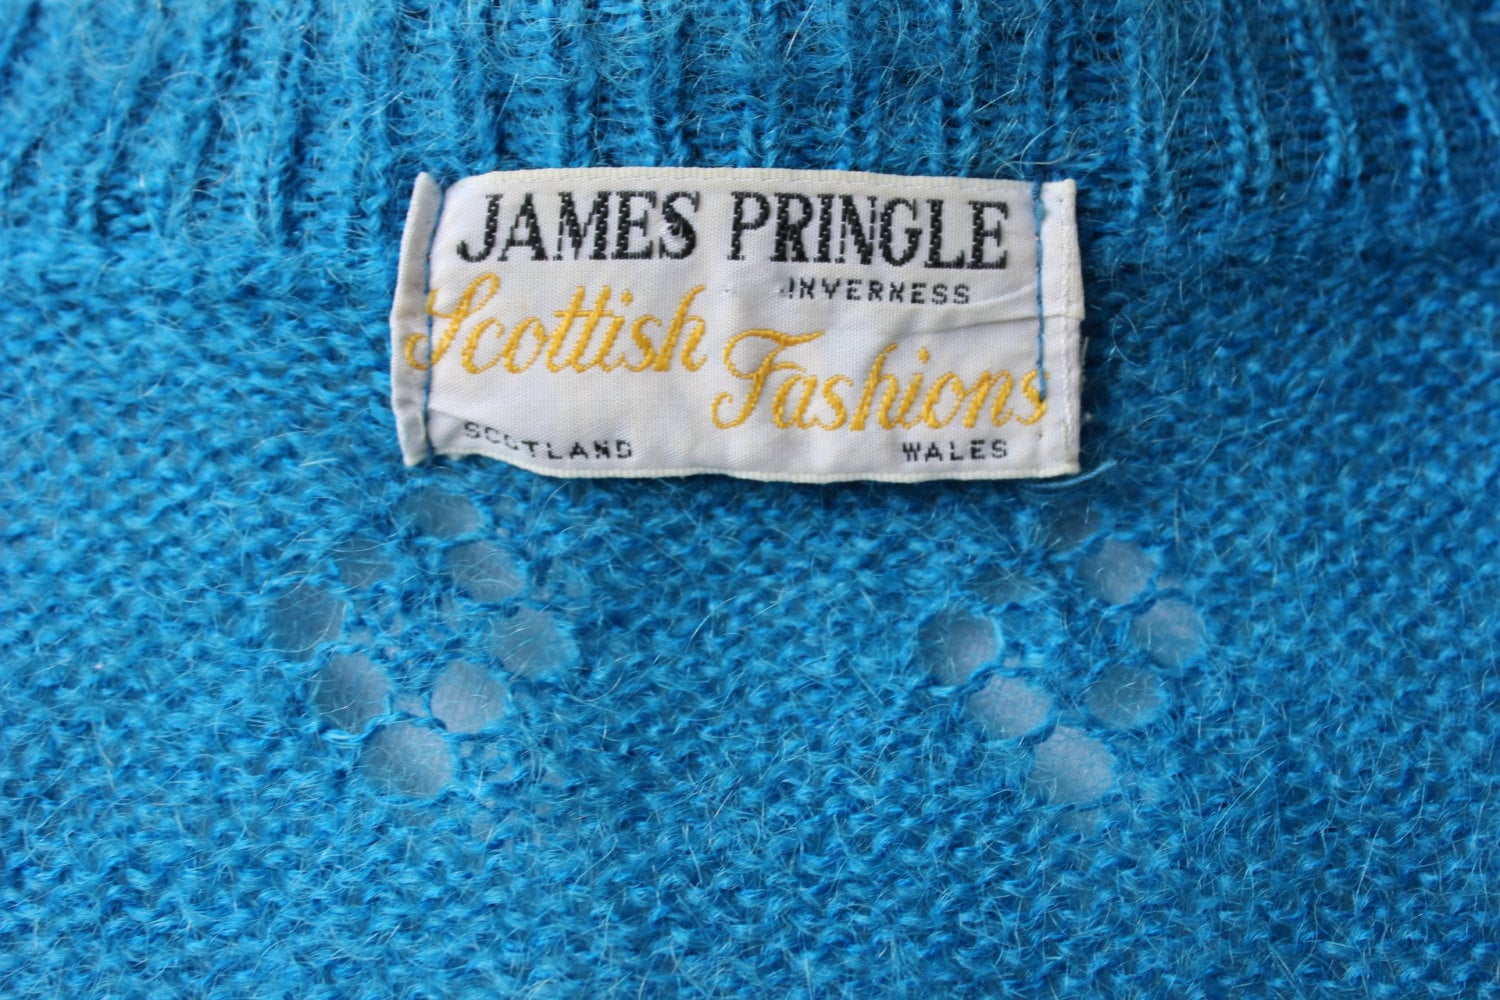 JAMES PRINGLE
INVERNESS
Scottish
Fashions
SCOTLAND WALES